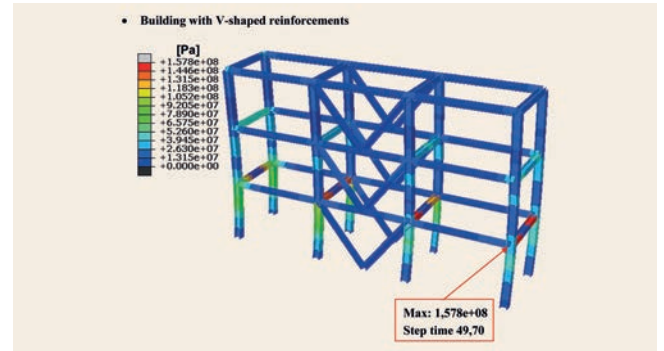 • Building with V-shaped reinforcements
[Pa]
+1.578e+08
+1.446e+08
+1.315e+08
+1.183e+08
+1.052e+08
+9.205e+07
+7.890e+07
+6.575e+07
+5.260e+07
+3.945e+07
+2.630e+07
+1.315e+07
+0.000e+00
Max: 1,578e+08
Step time 49,70